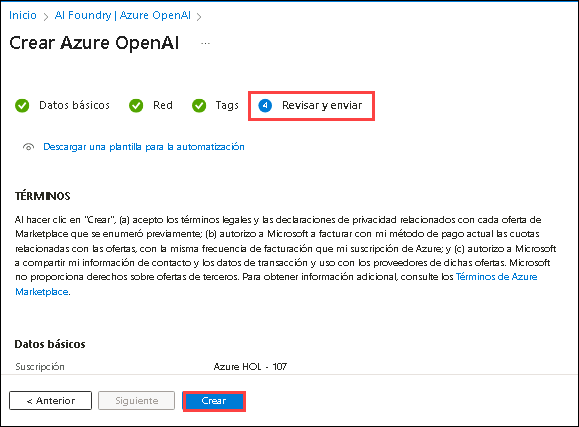 Inicio > AI Foundry | Azure OpenAI >
Crear Azure OpenAI ...
Datos básicos Red Tags 4 Revisar y enviar
Descargar una plantilla para la automatización
TÉRMINOS
Al hacer clic en "Crear", (a) acepto los términos legales y las declaraciones de privacidad relacionados con cada oferta de
Marketplace que se enumeró previamente; (b) autorizo a Microsoft a facturar con mi método de pago actual las cuotas
relacionadas con las ofertas, con la misma frecuencia de facturación que mi suscripción de Azure; y (c) autorizo a Microsoft
a compartir mi información de contacto y los datos de transacción y uso con los proveedores de dichas ofertas. Microsoft
no proporciona derechos sobre ofertas de terceros. Para obtener información adicional, consulte los Términos de Azure
Marketplace.
Datos básicos
Suscripción Azure HOL - 107
< Anterior Siguiente Crear